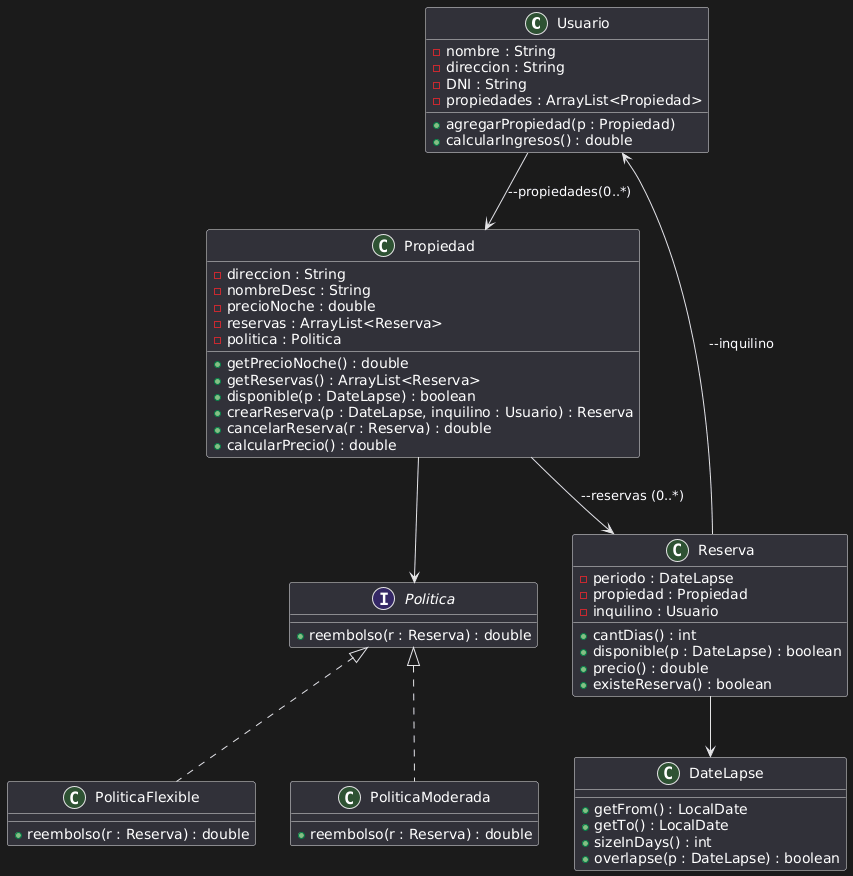 C Usuario
nombre : String
direccion : String
DNI : String
propiedades : ArrayList<Propiedad>
agregarPropiedad(p : Propiedad)
calcularIngresos() : double
--propiedades(0..*)
C Propiedad
direccion : String
nombreDesc : String
precioNoche : double
reservas : ArrayList<Reserva>
politica : Politica
getPrecioNoche() : double
getReservas() : ArrayList<Reserva>
disponible(p : DateLapse) : boolean
crearReserva(p : DateLapse, inquilino : Usuario) : Reserva
cancelarReserva(r : Reserva) : double
calcularPrecio() : double
--inquilino
--reservas (0..*)
C Reserva
periodo : DateLapse
propiedad : Propiedad
inquilino : Usuario
cantDias() : int
disponible(p : DateLapse) : boolean
precio() : double
existeReserva() : boolean
I Politica
reembolso(r : Reserva) : double
C PoliticaFlexible
reembolso(r : Reserva) : double
C PoliticaModerada
reembolso(r : Reserva) : double
C DateLapse
getFrom() : LocalDate
getTo() : LocalDate
sizeInDays() : int
overlapse(p : DateLapse) : boolean